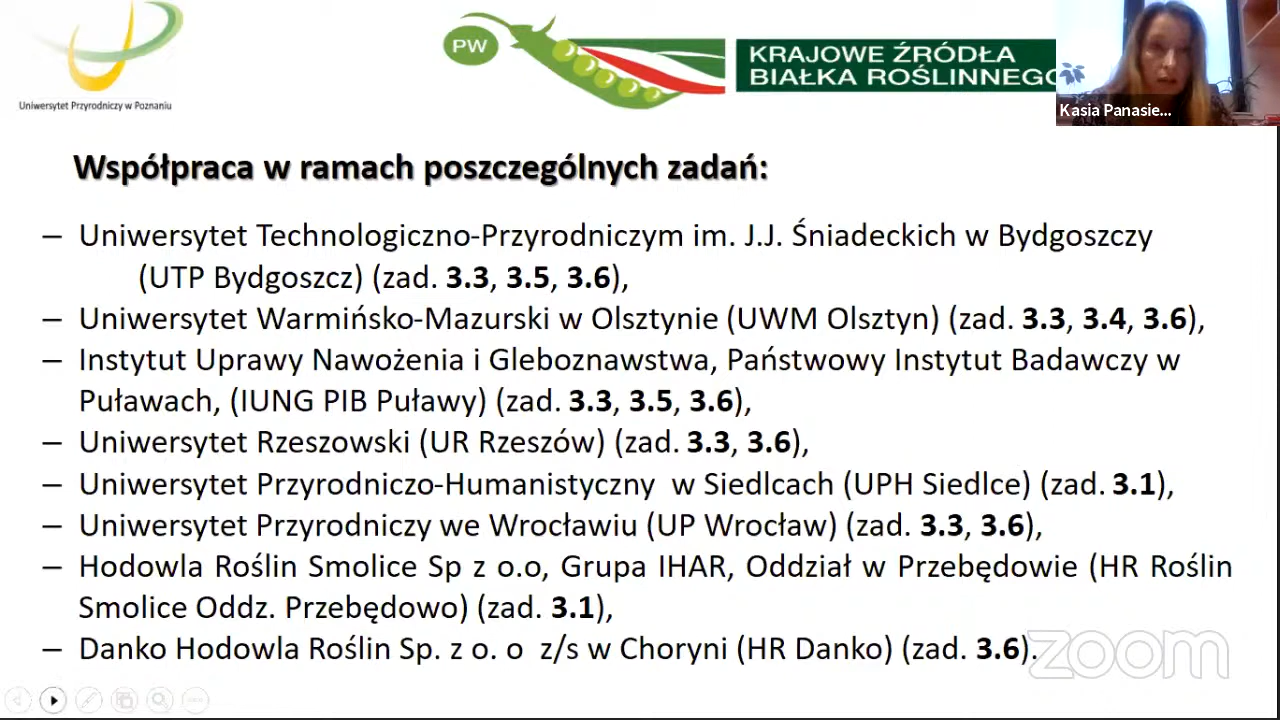 Uniwersytet Przyrodniczy w Poznaniu
PW
KRAJOWE ŹRÓDŁA
BIAŁKA ROŚLINNEGO
Kasia Panasie...
Współpraca w ramach poszczególnych zadań:
– Uniwersytet Technologiczno-Przyrodniczym im. J.J. Śniadeckich w Bydgoszczy
(UTP Bydgoszcz) (zad. 3.3, 3.5, 3.6),
– Uniwersytet Warmińsko-Mazurski w Olsztynie (UWM Olsztyn) (zad. 3.3, 3.4, 3.6),
– Instytut Uprawy Nawożenia i Gleboznawstwa, Państwowy Instytut Badawczy w
Puławach, (IUNG PIB Puławy) (zad. 3.3, 3.5, 3.6),
– Uniwersytet Rzeszowski (UR Rzeszów) (zad. 3.3, 3.6),
– Uniwersytet Przyrodniczo-Humanistyczny w Siedlcach (UPH Siedlce) (zad. 3.1),
– Uniwersytet Przyrodniczy we Wrocławiu (UP Wrocław) (zad. 3.3, 3.6),
– Hodowla Roślin Smolice Sp z o.o, Grupa IHAR, Oddział w Przebędowie (HR Roślin
Smolice Oddz. Przebędowo) (zad. 3.1),
– Danko Hodowla Roślin Sp. z o. o z/s w Choryni (HR Danko) (zad. 3.6).
zoom